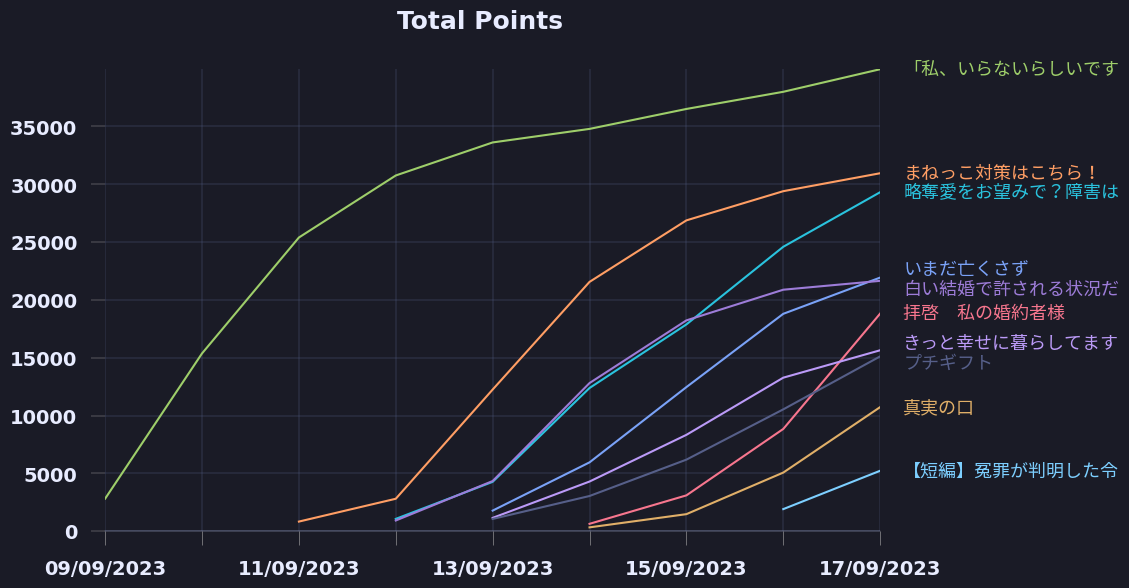 Total Points
「私、いらないらしいです
35000
まねっこ対策はこちら！
30000
略奪愛をお望みで？障害は
25000
いまだ亡くさず
白い結婚で許される状況だ
20000
拝啓　私の婚約者様
きっと幸せに暮らしてます
15000
プチギフト
真実の口
10000
【短編】冤罪が判明した令
5000
0
09/09/2023
11/09/2023
13/09/2023
15/09/2023
17/09/2023